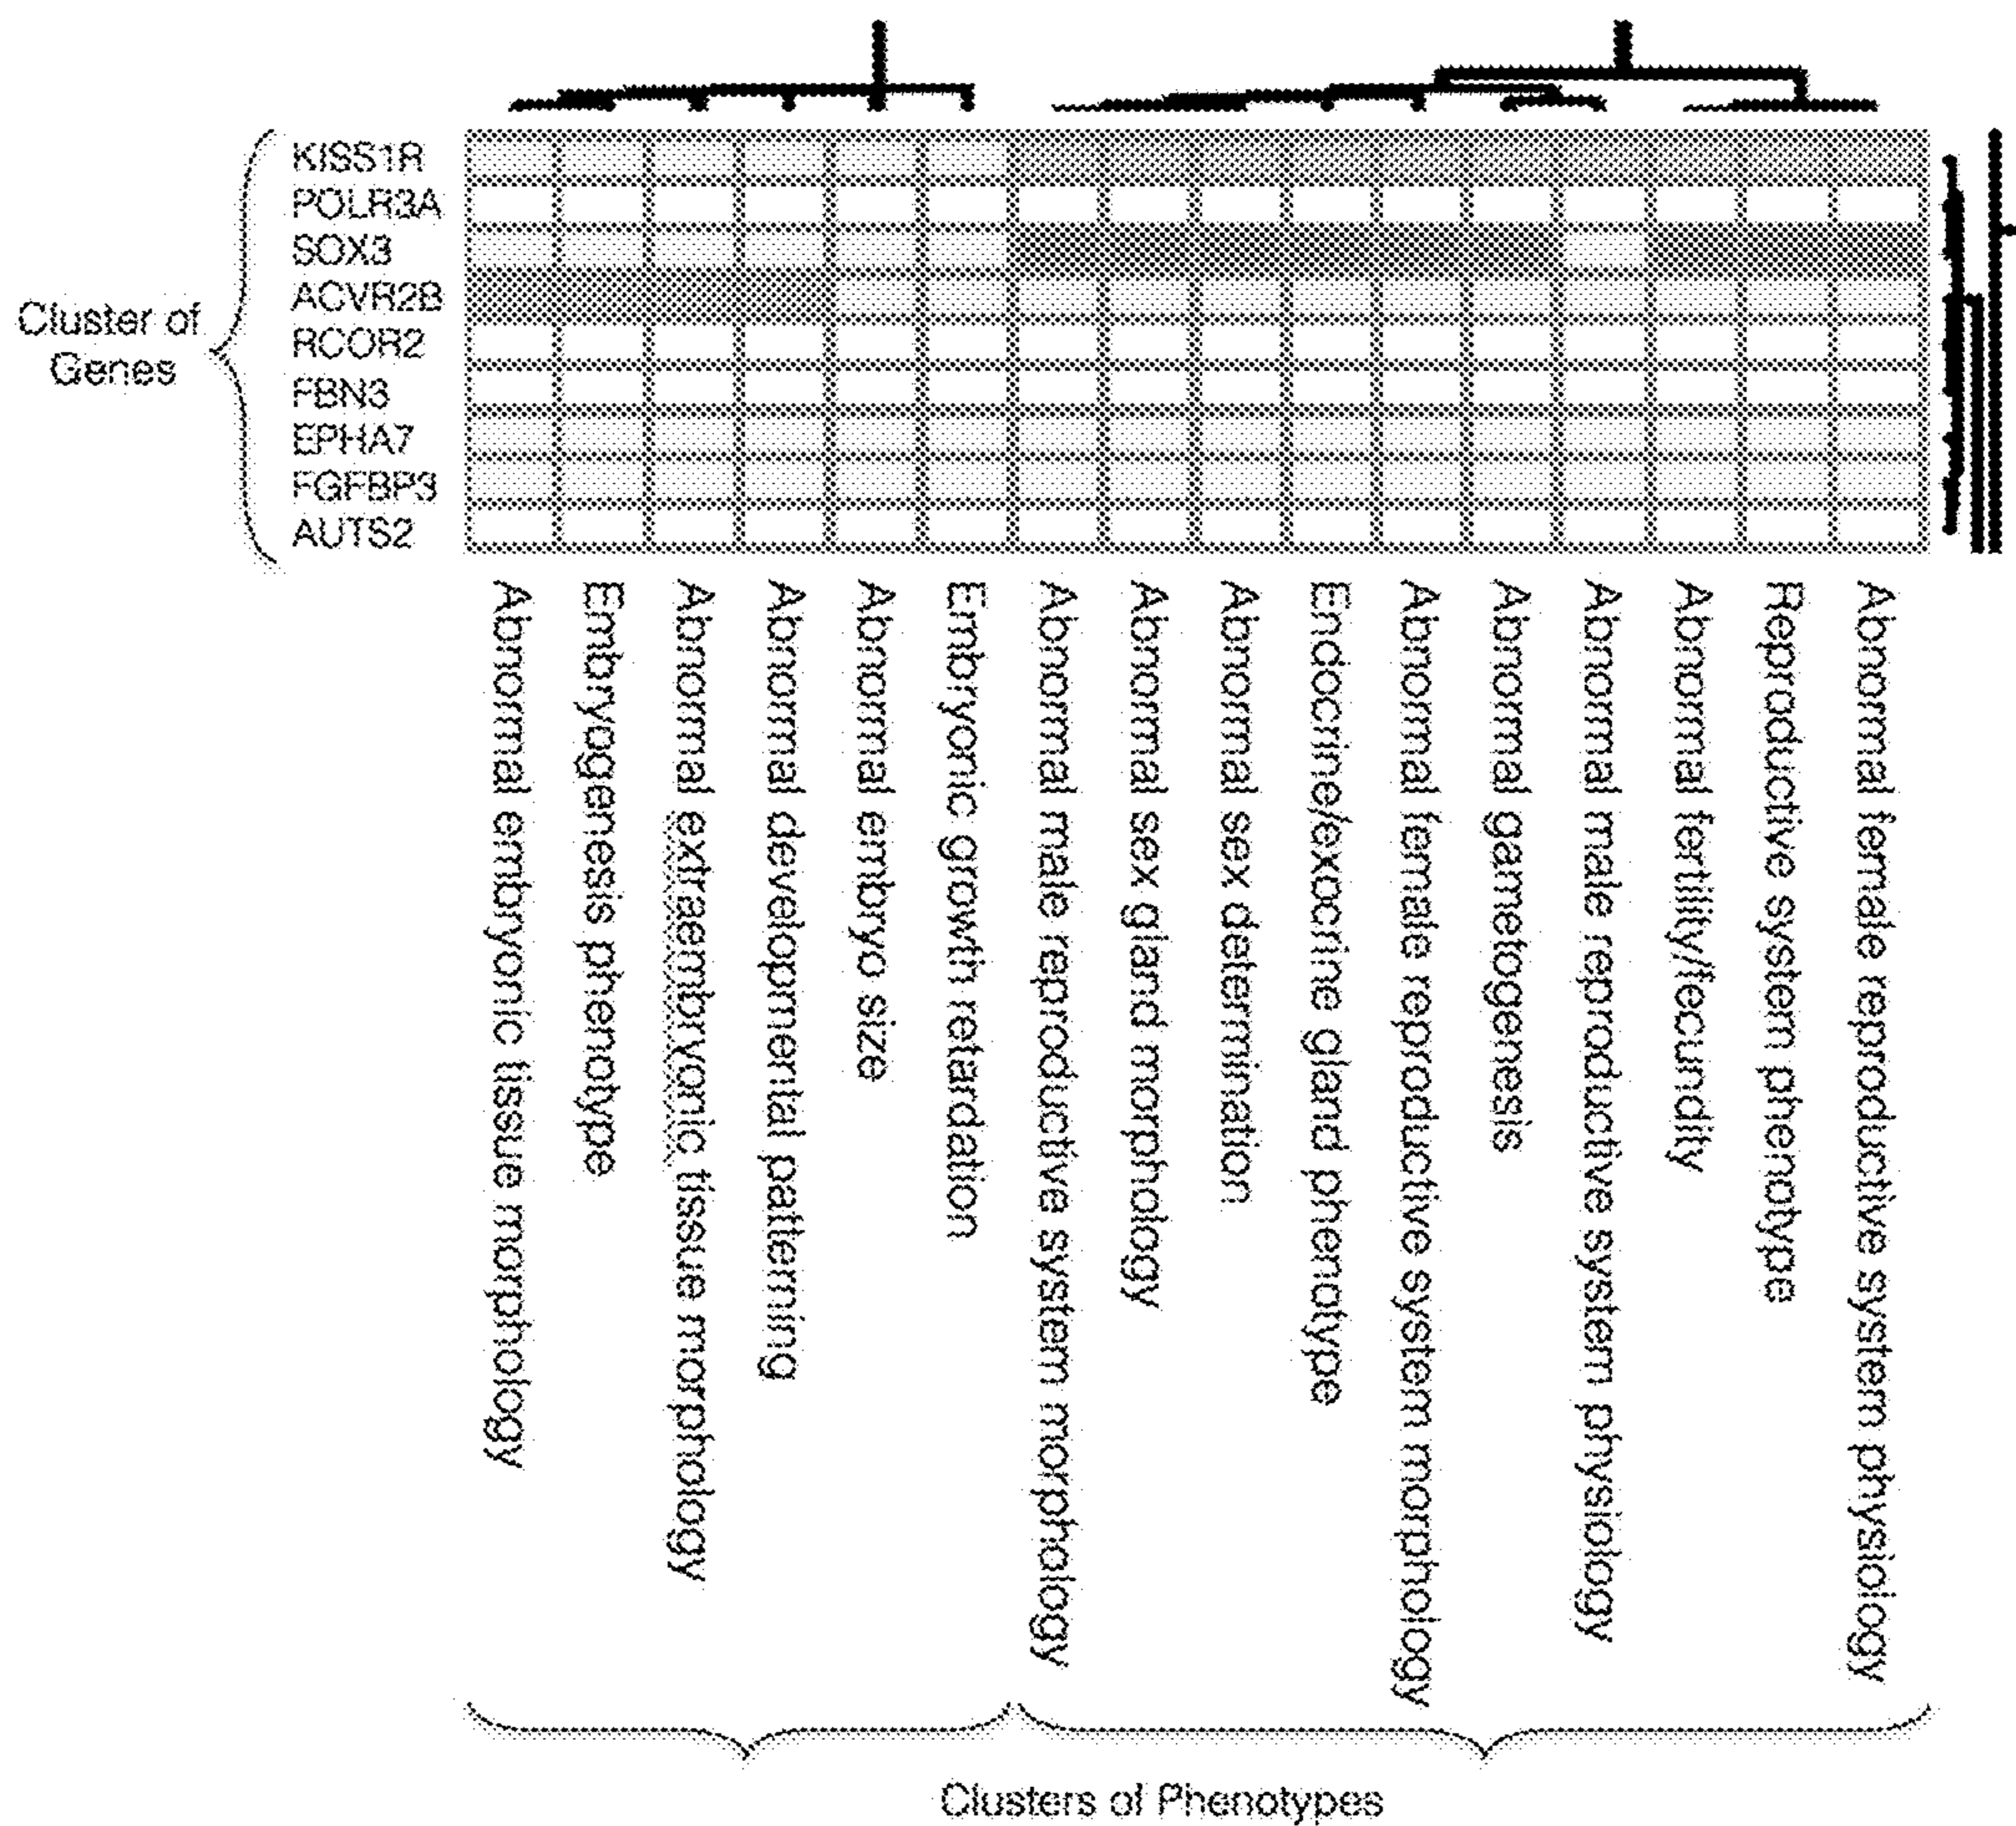 Cluster of
Genes
KISS1R
POLR3A
SOX3
ACVR2B
RCOR2
FBN3
EPHA7
FGFBP3
AUTS2
Abnormal embryonic tissue morphology
Embryogenesis phenotype
Abnormal extraembryonic tissue morphology
Abnormal developmental patterning
Abnormal embryo size
Embryonic growth retardation
Abnormal male reproductive system morphology
Abnormal sex gland morphology
Abnormal sex determination
Endocrine/exocrine gland phenotype
Abnormal female reproductive system morphology
Abnormal gametogenesis
Abnormal male reproductive system physiology
Abnormal fertility/fecundity
Reproductive system phenotype
Abnormal female reproductive system physiology
Clusters of Phenotypes